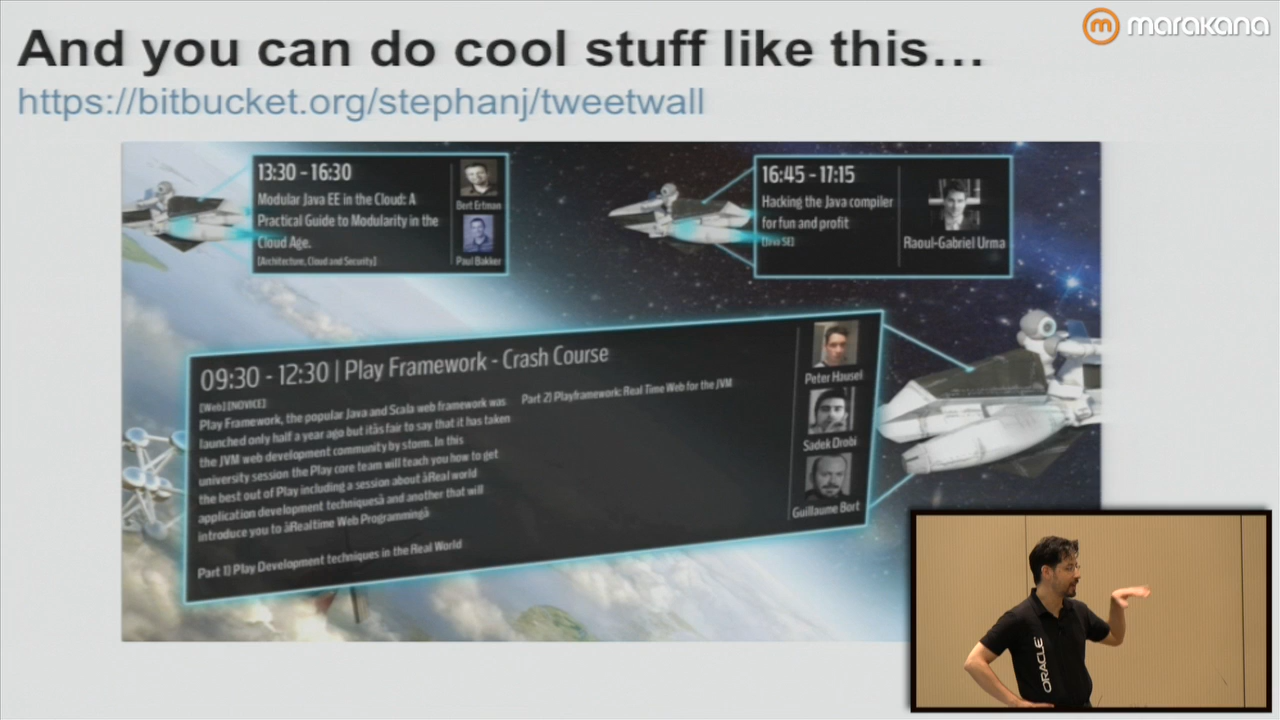 And you can do cool stuff like this...
marakana
https://bitbucket.org/stephanj/tweetwall
13:30 - 16:30
Modular Java EE in the Cloud: A
Practical Guide to Modularity in the
Cloud Age.
[Architecture, Cloud and Security]
Bert Ertman
Paul Bakker
16:45 - 17:15
Hacking the Java compiler
for fun and profit
[Java SE]
Raoul-Gabriel Urma
09:30 - 12:30 | Play Framework - Crash Course
[Web] [NOVICE]
Play Framework, the popular Java and Scala web framework was
launched only half a year ago but itâs fair to say that it has taken
the JVM web development community by storm. In this
university session the Play core team will teach you how to get
the best out of Play including a session about âReal world
application development techniquesâ and another that will
introduce you to âRealtime Web Programmingâ
Part 1) Play Development techniques in the Real World
Part 2) Playframework: Real Time Web for the JVM
Peter Hausel
Sadek Drobi
Guillaume Bort
ORACLE